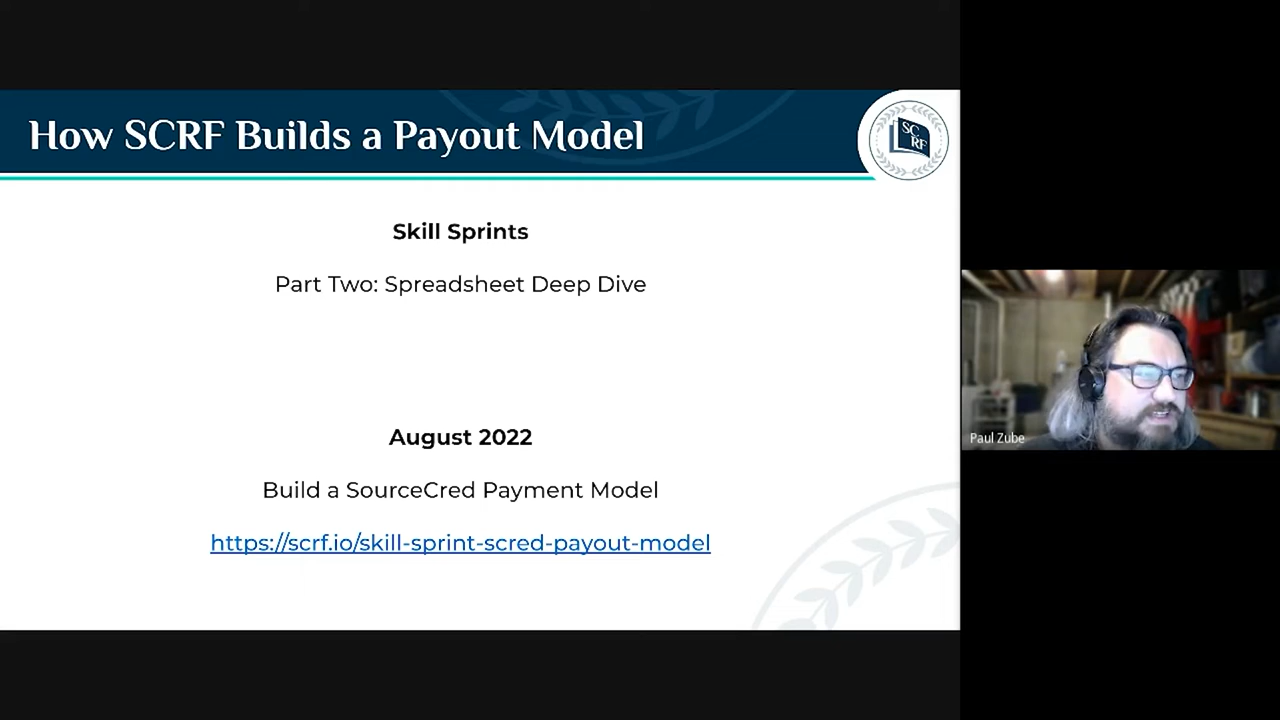 How SCRF Builds a Payout Model
SC
RF
Skill Sprints
Part Two: Spreadsheet Deep Dive
August 2022
Build a SourceCred Payment Model
https://scrf.io/skill-sprint-scred-payout-model
Paul Zube